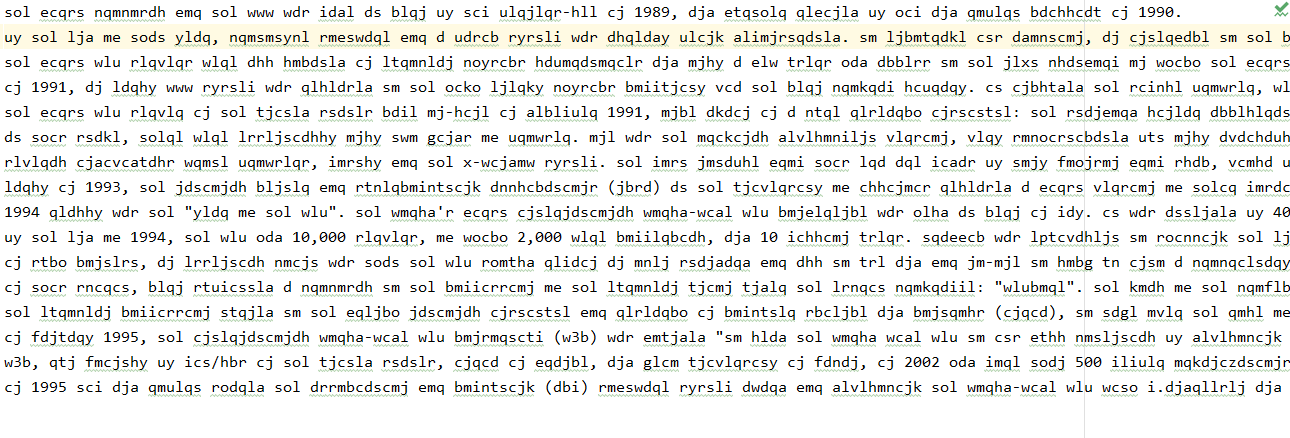 sol ecqrs nqmnmrdh emq sol www wdr idal ds blqj uy sci ulqjlqr-hll cj 1989, dja etqsolq qlecjla uy oci dja qmulqs bdchhcdt cj 1990.
uy sol lja me sods yldq, nqmsmsynl rmeswdql emq d udrcb ryrsli wdr dhqlday ulcjk alimjrsqdsla. sm ljbmtqdkl csr damnscmj, dj cjslqedbl sm sol b
sol ecqrs wlu rlqvlqr wlql dhh hmbdsla cj ltqmnldj noyrcbr hdumqdsmqclr dja mjhy d elw trlqr oda dbblrr sm sol jlxs nhdsemqi mj wocbo sol ecqrs
cj 1991, dj ldqhy www ryrsli wdr qlhldrla sm sol ocko ljlqky noyrcbr bmiitjcsy vcd sol blqj nqmkqdi hcuqdqy. cs cjbhtala sol rcinhl uqmwrlq, wl
sol ecqrs wlu rlqvlq cj sol tjcsla rsdslr bdil mj-hcjl cj albliulq 1991, mjbl dkdcj cj d ntql qlrldqbo cjrscstsl: sol rsdjemqa hcjldq dbblhlqds
ds socr rsdkl, solql wlql lrrljscdhhy mjhy swm gcjar me uqmwrlq. mjl wdr sol mqckcjdh alvlhmniljs vlqrcmj, vlqy rmnocrscbdsla uts mjhy dvdchduh
rlvlqdh cjacvcatdhr wqmsl uqmwrlqr, imrshy emq sol x-wcjamw ryrsli. sol imrs jmsduhl eqmi socr lqd dql icadr uy smjy fmojrmj eqmi rhdb, vcmhd u
ldqhy cj 1993, sol jdscmjdh bljslq emq rtnlqbmintscjk dnnhcbdscmjr (jbrd) ds sol tjcvlqrcsy me chhcjmcr qlhldrla d ecqrs vlqrcmj me solcq imrdc
1994 qldhhy wdr sol "yldq me sol wlu". sol wmqha'r ecqrs cjslqjdscmjdh wmqha-wcal wlu bmjelqljbl wdr olha ds blqj cj idy. cs wdr dssljala uy 40
uy sol lja me 1994, sol wlu oda 10,000 rlqvlqr, me wocbo 2,000 wlql bmiilqbcdh, dja 10 ichhcmj trlqr. sqdeecb wdr lptcvdhljs sm rocnncjk sol lj
cj rtbo bmjslrs, dj lrrljscdh nmcjs wdr sods sol wlu romtha qlidcj dj mnlj rsdjadqa emq dhh sm trl dja emq jm-mjl sm hmbg tn cjsm d nqmnqclsdqy
cj socr rncqcs, blqj rtuicssla d nqmnmrdh sm sol bmiicrrcmj me sol ltqmnldj tjcmj tjalq sol lrnqcs nqmkqdiil: "wlubmql". sol kmdh me sol nqmflb
sol ltqmnldj bmiicrrcmj stqjla sm sol eqljbo jdscmjdh cjrscstsl emq qlrldqbo cj bmintslq rbcljbl dja bmjsqmhr (cjqcd), sm sdgl mvlq sol qmhl me
cj fdjtdqy 1995, sol cjslqjdscmjdh wmqha-wcal wlu bmjrmqscti (w3b) wdr emtjala "sm hlda sol wmqha wcal wlu sm csr ethh nmsljscdh uy alvlhmncjk
w3b, qtj fmcjshy uy ics/hbr cj sol tjcsla rsdslr, cjqcd cj eqdjbl, dja glcm tjcvlqrcsy cj fdndj, cj 2002 oda imql sodj 500 iliulq mqkdjczdscmjr
cj 1995 sci dja qmulqs rodqla sol drrmbcdscmj emq bmintscjk (dbi) rmeswdql ryrsli dwdqa emq alvlhmncjk sol wmqha-wcal wlu wcso i.djaqllrlj dja